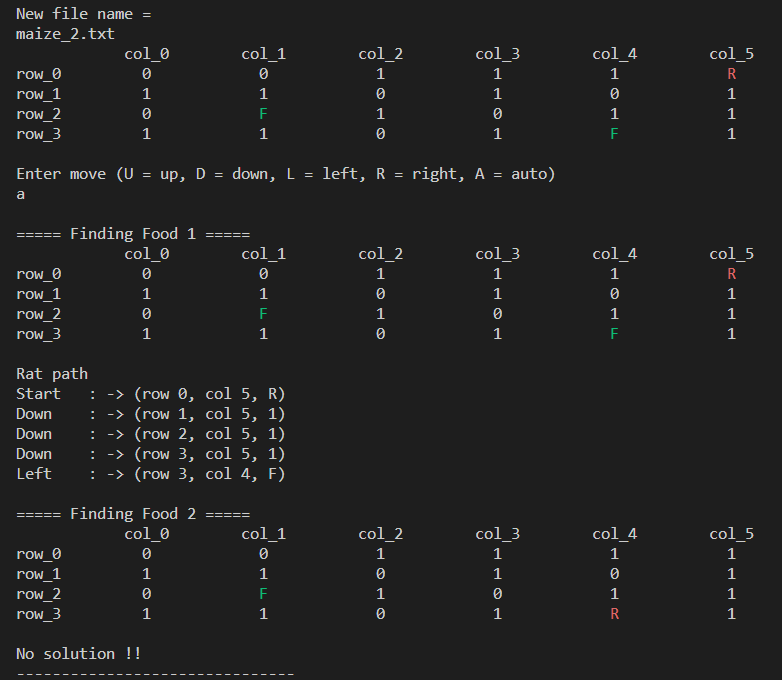 New file name =
maize_2.txt
col_0 col_1 col_2 col_3 col_4 col_5
row_0 0 0 1 1 1 R
row_1 1 1 0 1 0 1
row_2 0 F 1 0 1 1
row_3 1 1 0 1 F 1
Enter move (U = up, D = down, L = left, R = right, A = auto)
a
===== Finding Food 1 =====
col_0 col_1 col_2 col_3 col_4 col_5
row_0 0 0 1 1 1 R
row_1 1 1 0 1 0 1
row_2 0 F 1 0 1 1
row_3 1 1 0 1 F 1
Rat path
Start : -> (row 0, col 5, R)
Down : -> (row 1, col 5, 1)
Down : -> (row 2, col 5, 1)
Down : -> (row 3, col 5, 1)
Left : -> (row 3, col 4, F)
===== Finding Food 2 =====
col_0 col_1 col_2 col_3 col_4 col_5
row_0 0 0 1 1 1 1
row_1 1 1 0 1 0 1
row_2 0 F 1 0 1 1
row_3 1 1 0 1 R 1
No solution !!
-------------------------------